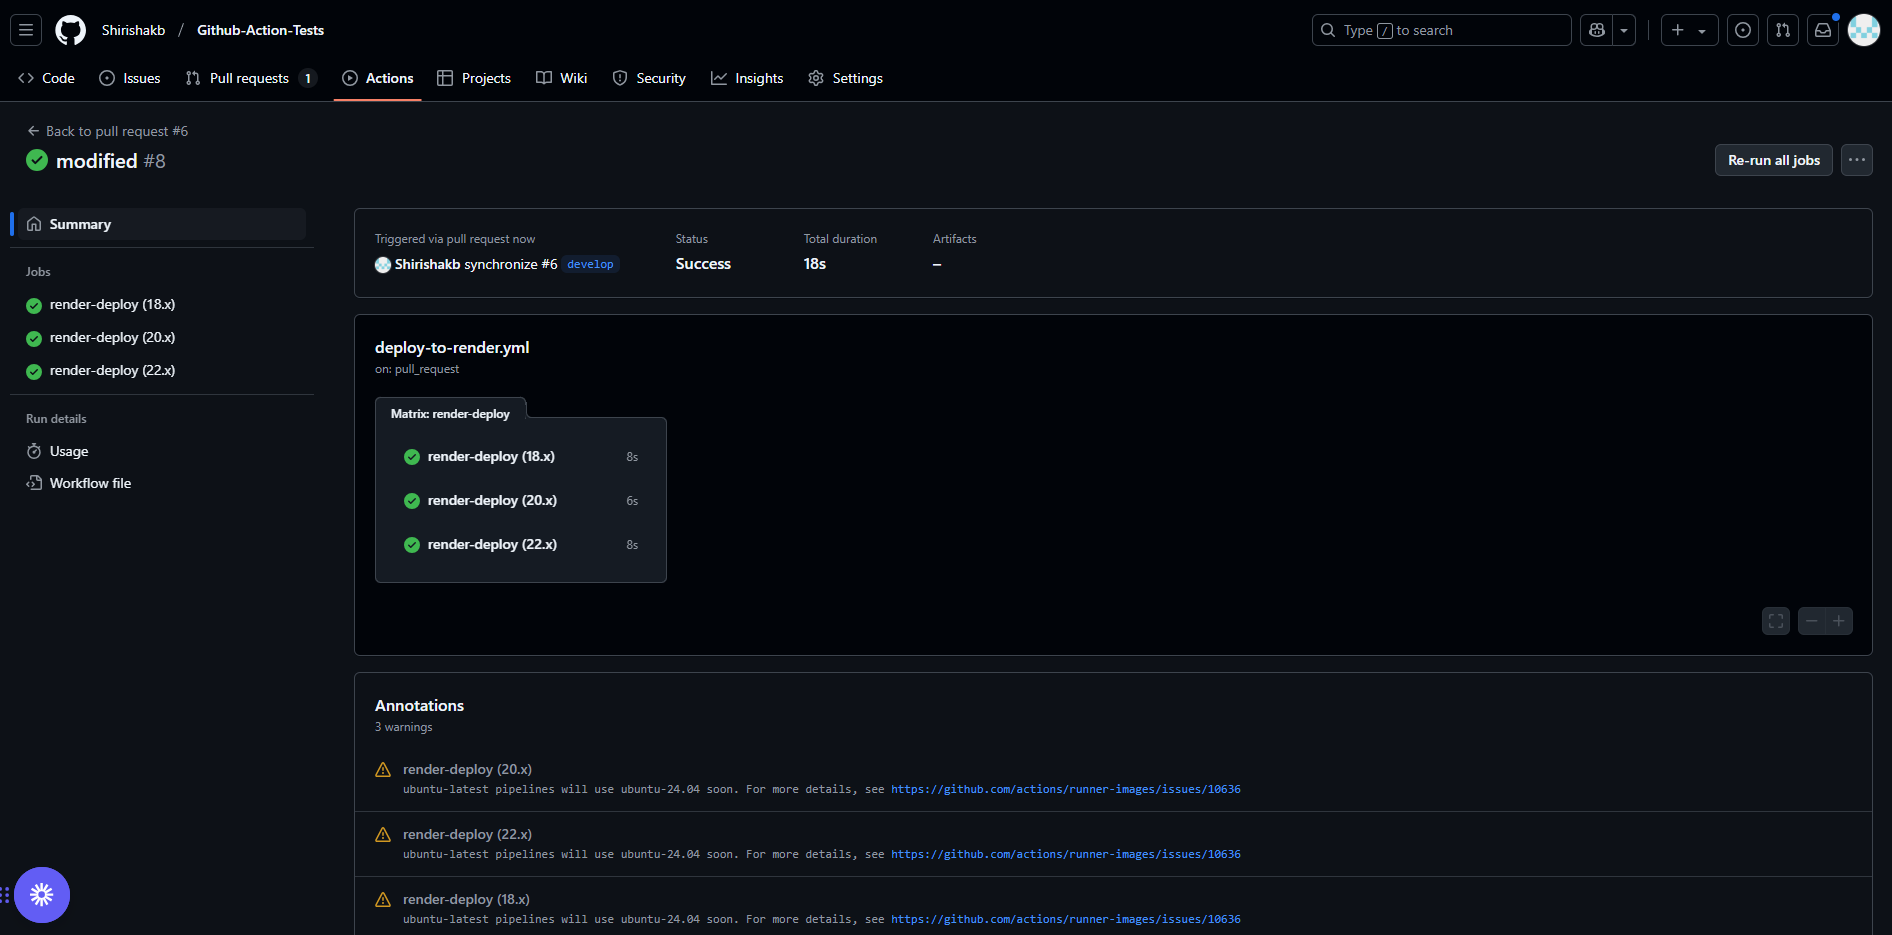 Shirishakb / Github-Action-Tests
Type / to search
Code
Issues
Pull requests 1
Actions
Projects
Wiki
Security
Insights
Settings
Back to pull request #6
modified #8
Re-run all jobs
Summary
Jobs
render-deploy (18.x)
render-deploy (20.x)
render-deploy (22.x)
Run details
Usage
Workflow file
Triggered via pull request now
Shirishakb synchronize #6 develop
Status
Success
Total duration
18s
Artifacts
–
deploy-to-render.yml
on: pull_request
Matrix: render-deploy
render-deploy (18.x) 8s
render-deploy (20.x) 6s
render-deploy (22.x) 8s
Annotations
3 warnings
render-deploy (20.x)
ubuntu-latest pipelines will use ubuntu-24.04 soon. For more details, see https://github.com/actions/runner-images/issues/10636
render-deploy (22.x)
ubuntu-latest pipelines will use ubuntu-24.04 soon. For more details, see https://github.com/actions/runner-images/issues/10636
render-deploy (18.x)
ubuntu-latest pipelines will use ubuntu-24.04 soon. For more details, see https://github.com/actions/runner-images/issues/10636